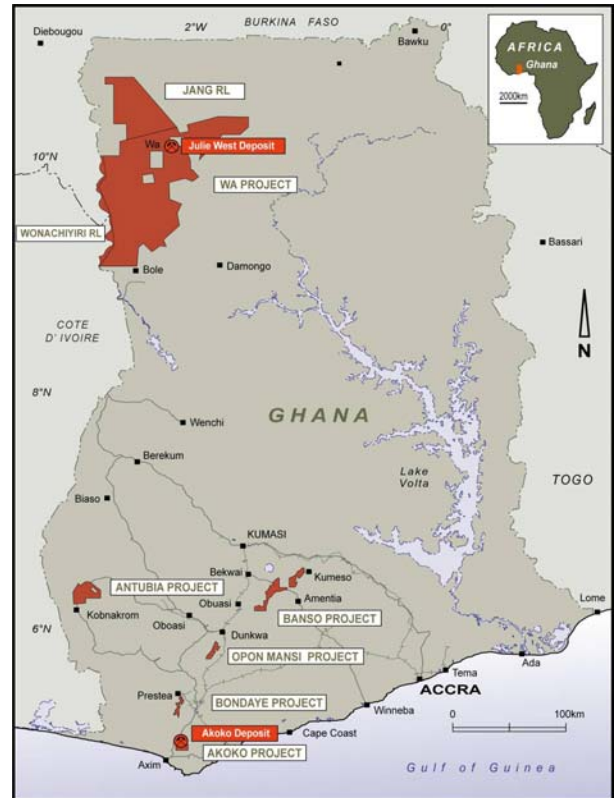 BURKINA FASO
Diebougou
2°W
0°
Bawku
AFRICA
Ghana
2000km
JANG RL
Wa
Julie West Deposit
10°N
WA PROJECT
WONACHIYIRI RL
Bassari
Bole
Damongo
COTE
D' IVOIRE
N
8°N
GHANA
Wenchi
Berekum
Lake
Volta
TOGO
Biaso
KUMASI
Bekwai
Kumeso
ANTUBIA PROJECT
Obuasi
Amentia
Kobnakrom
Oboasi
BANSO PROJECT
Lome
6°N
Dunkwa
OPON MANSI PROJECT
Ada
Tema
ACCRA
Prestea
BONDAYE PROJECT
Winneba
0
100km
Akoko Deposit
Cape Coast
AKOKO PROJECT
Axim
Gulf of Guinea